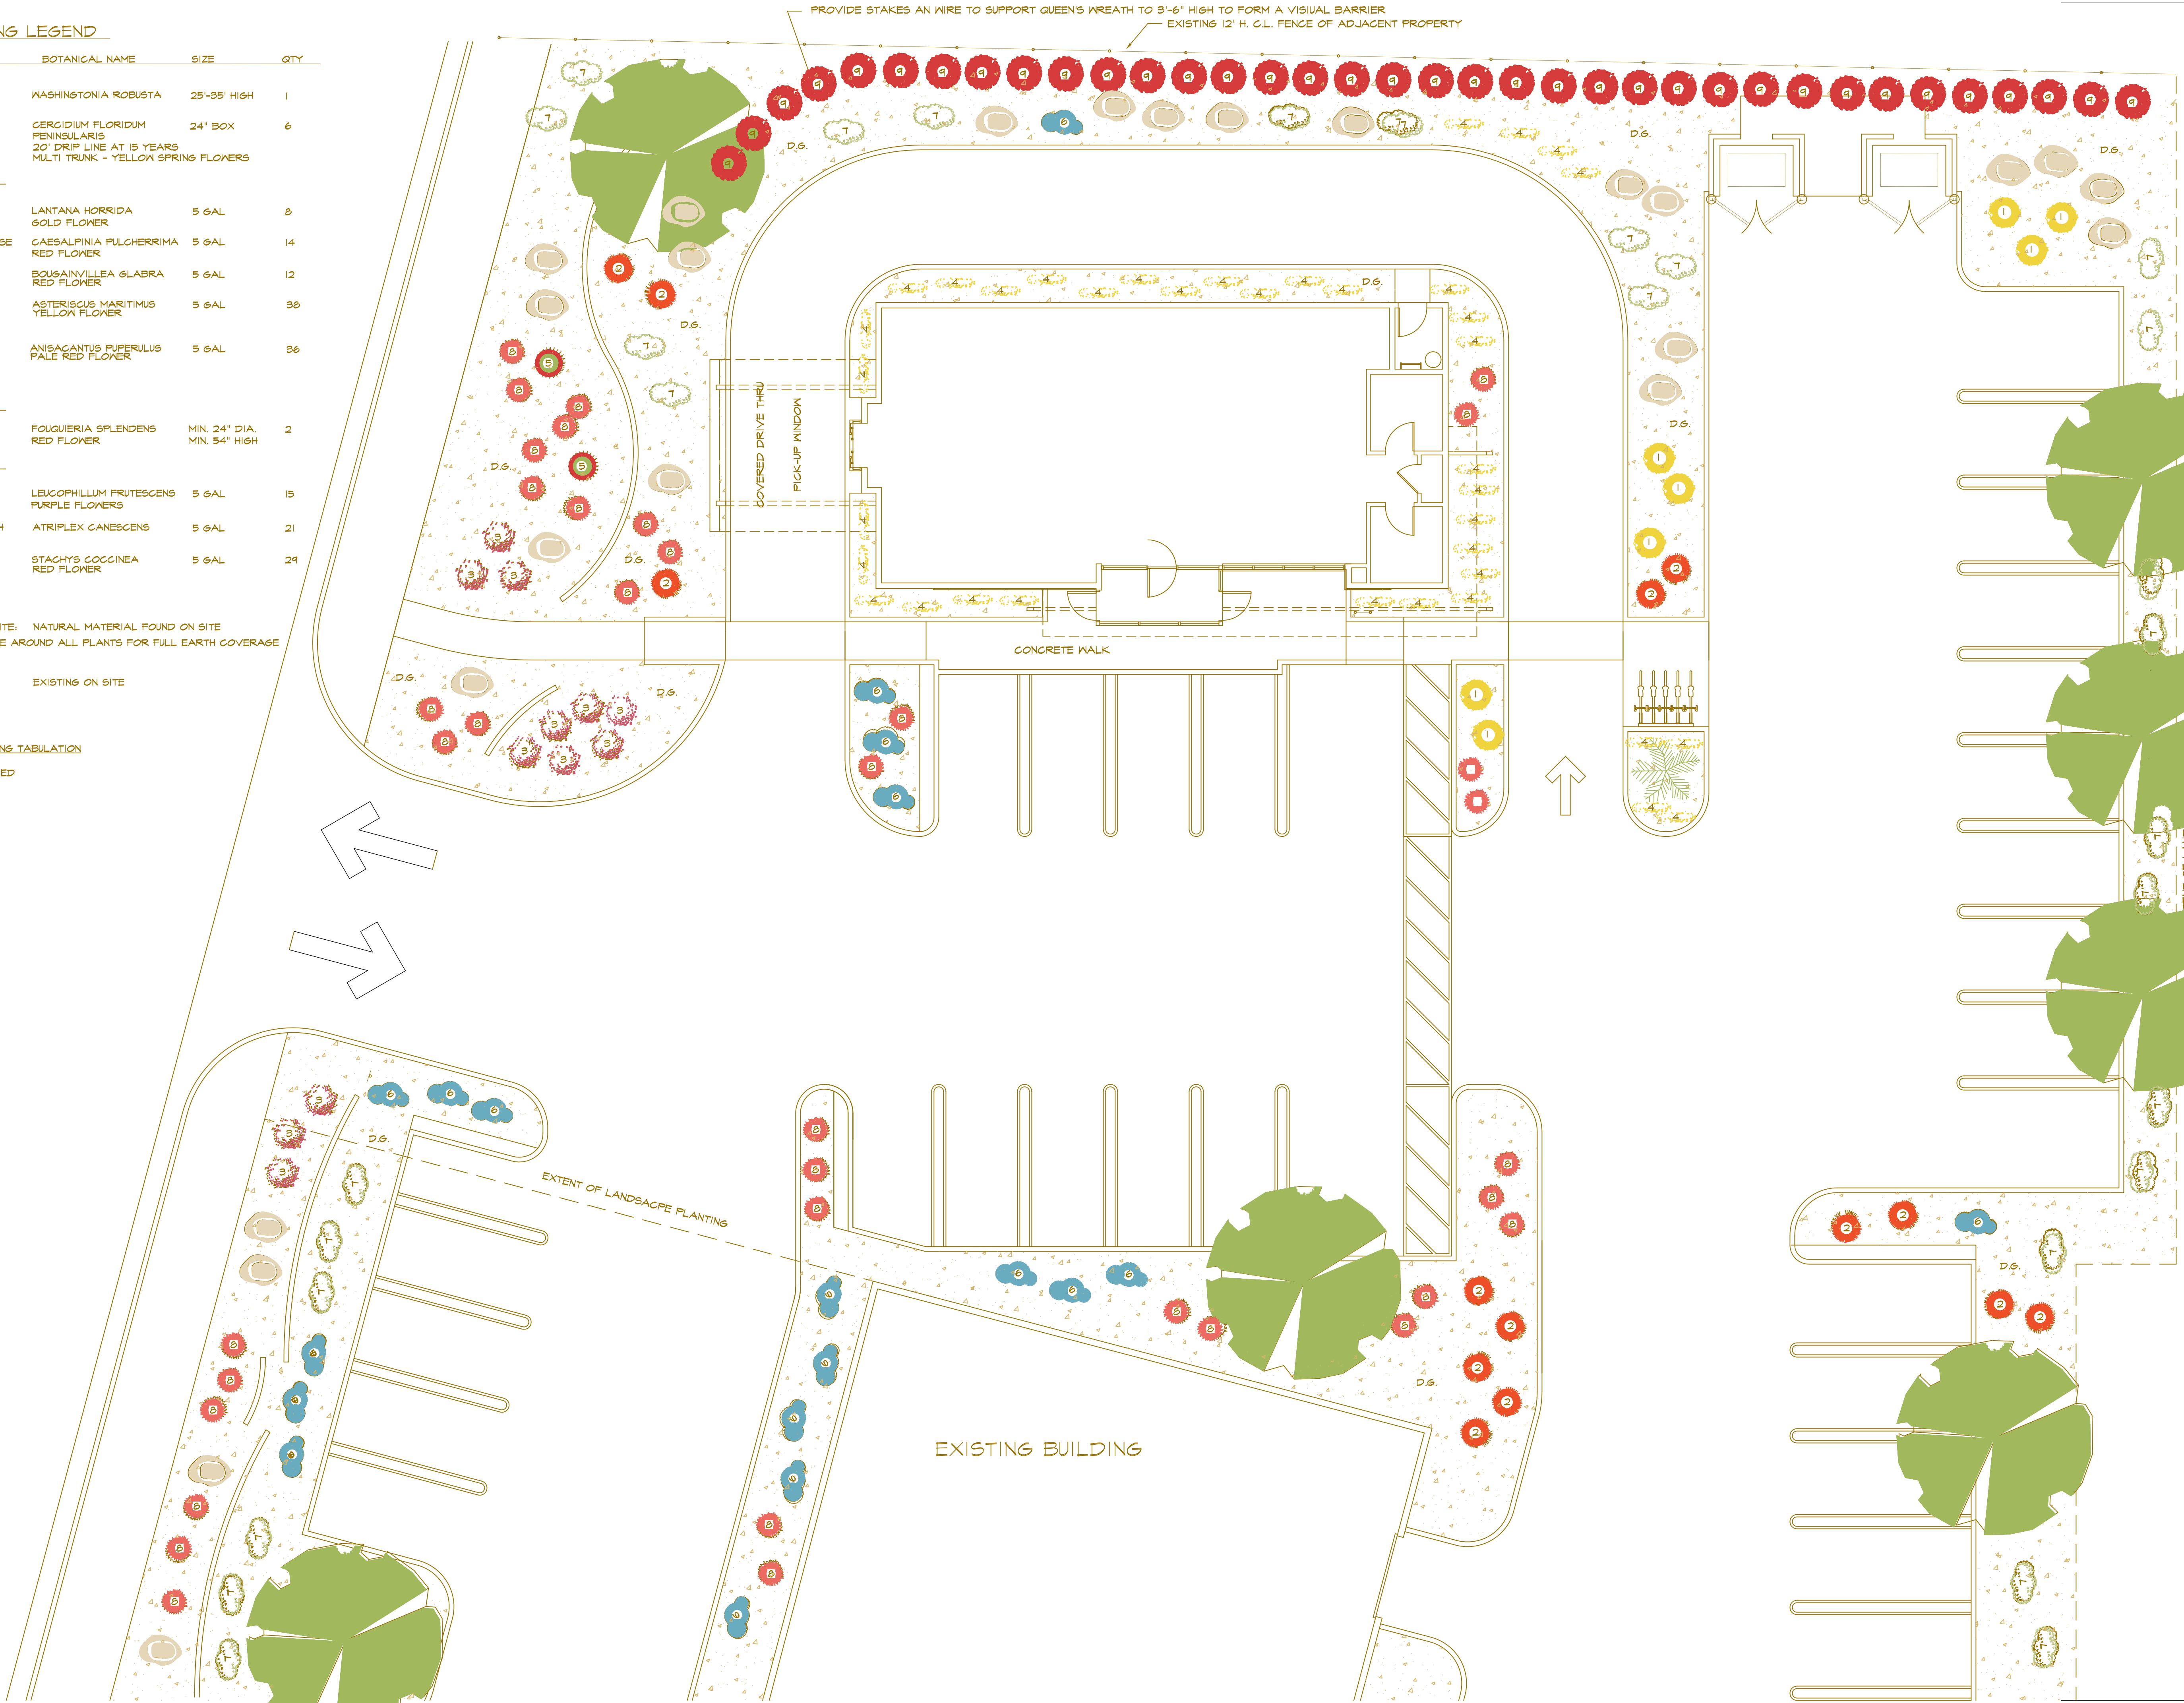 PROVIDE STAKES AN WIRE TO SUPPORT QUEEN'S WREATH TO 3'-6" HIGH TO FORM A VISIUAL BARRIER
EXISTING 12' H. C.L. FENCE OF ADJACENT PROPERTY
NG LEGEND
BOTANICAL NAME SIZE QTY
WASHINGTONIA ROBUSTA 25'-35' HIGH 1
CERCIDIUM FLORIDUM 24" BOX 6
PENINSULARIS
20' DRIP LINE AT 15 YEARS
MULTI TRUNK - YELLOW SPRING FLOWERS
LANTANA HORRIDA 5 GAL 8
GOLD FLOWER
SE CAESALPINIA PULCHERRIMA 5 GAL 14
RED FLOWER
BOUGAINVILLEA GLABRA 5 GAL 12
RED FLOWER
ASTERISCUS MARITIMUS 5 GAL 38
YELLOW FLOWER
ANISACANTUS PUPERULUS 5 GAL 36
PALE RED FLOWER
FOUQUIERIA SPLENDENS MIN. 24" DIA. 2
RED FLOWER MIN. 54" HIGH
LEUCOPHILLUM FRUTESCENS 5 GAL 15
PURPLE FLOWERS
H ATRIPLEX CANESCENS 5 GAL 21
STACHYS COCCINEA 5 GAL 29
RED FLOWER
ITE: NATURAL MATERIAL FOUND ON SITE
E AROUND ALL PLANTS FOR FULL EARTH COVERAGE
EXISTING ON SITE
NG TABULATION
ED
D.G.
D.G.
D.G.
D.G.
D.G.
COVERED DRIVE THRU
PICK-UP WINDOW
D.G.
D.G.
D.G.
CONCRETE WALK
D.G.
D.G.
D.G.
EXTENT OF LANDSACPE PLANTING
D.G.
D.G.
EXISTING BUILDING